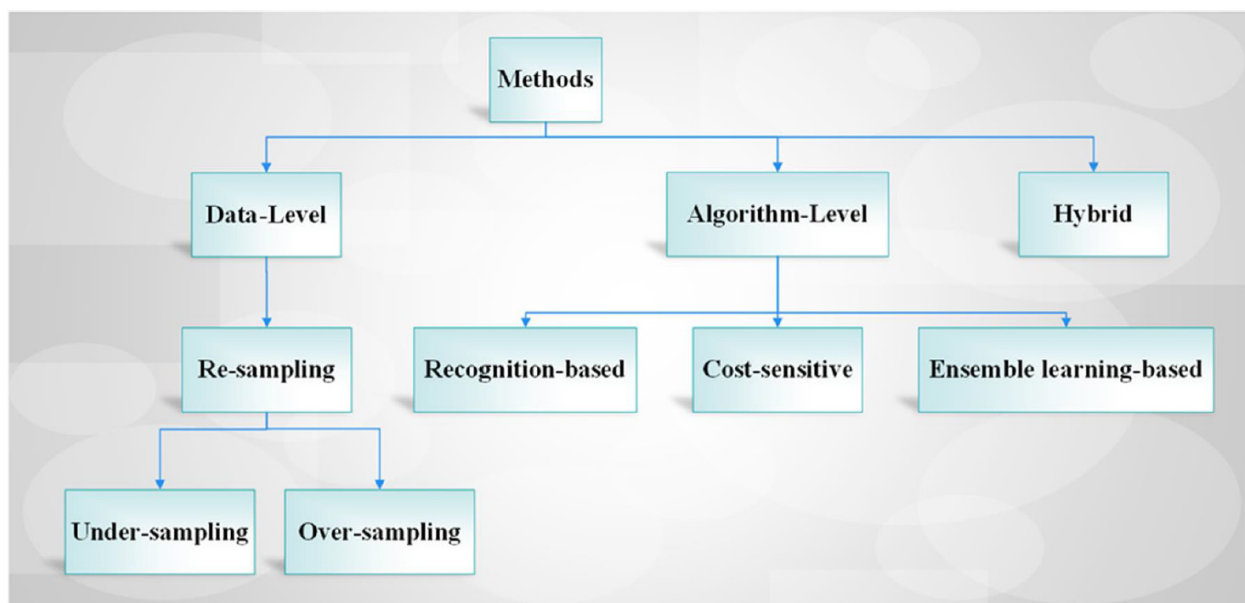 Methods
Data-Level
Algorithm-Level
Hybrid
Re-sampling
Recognition-based
Cost-sensitive
Ensemble learning-based
Under-sampling
Over-sampling